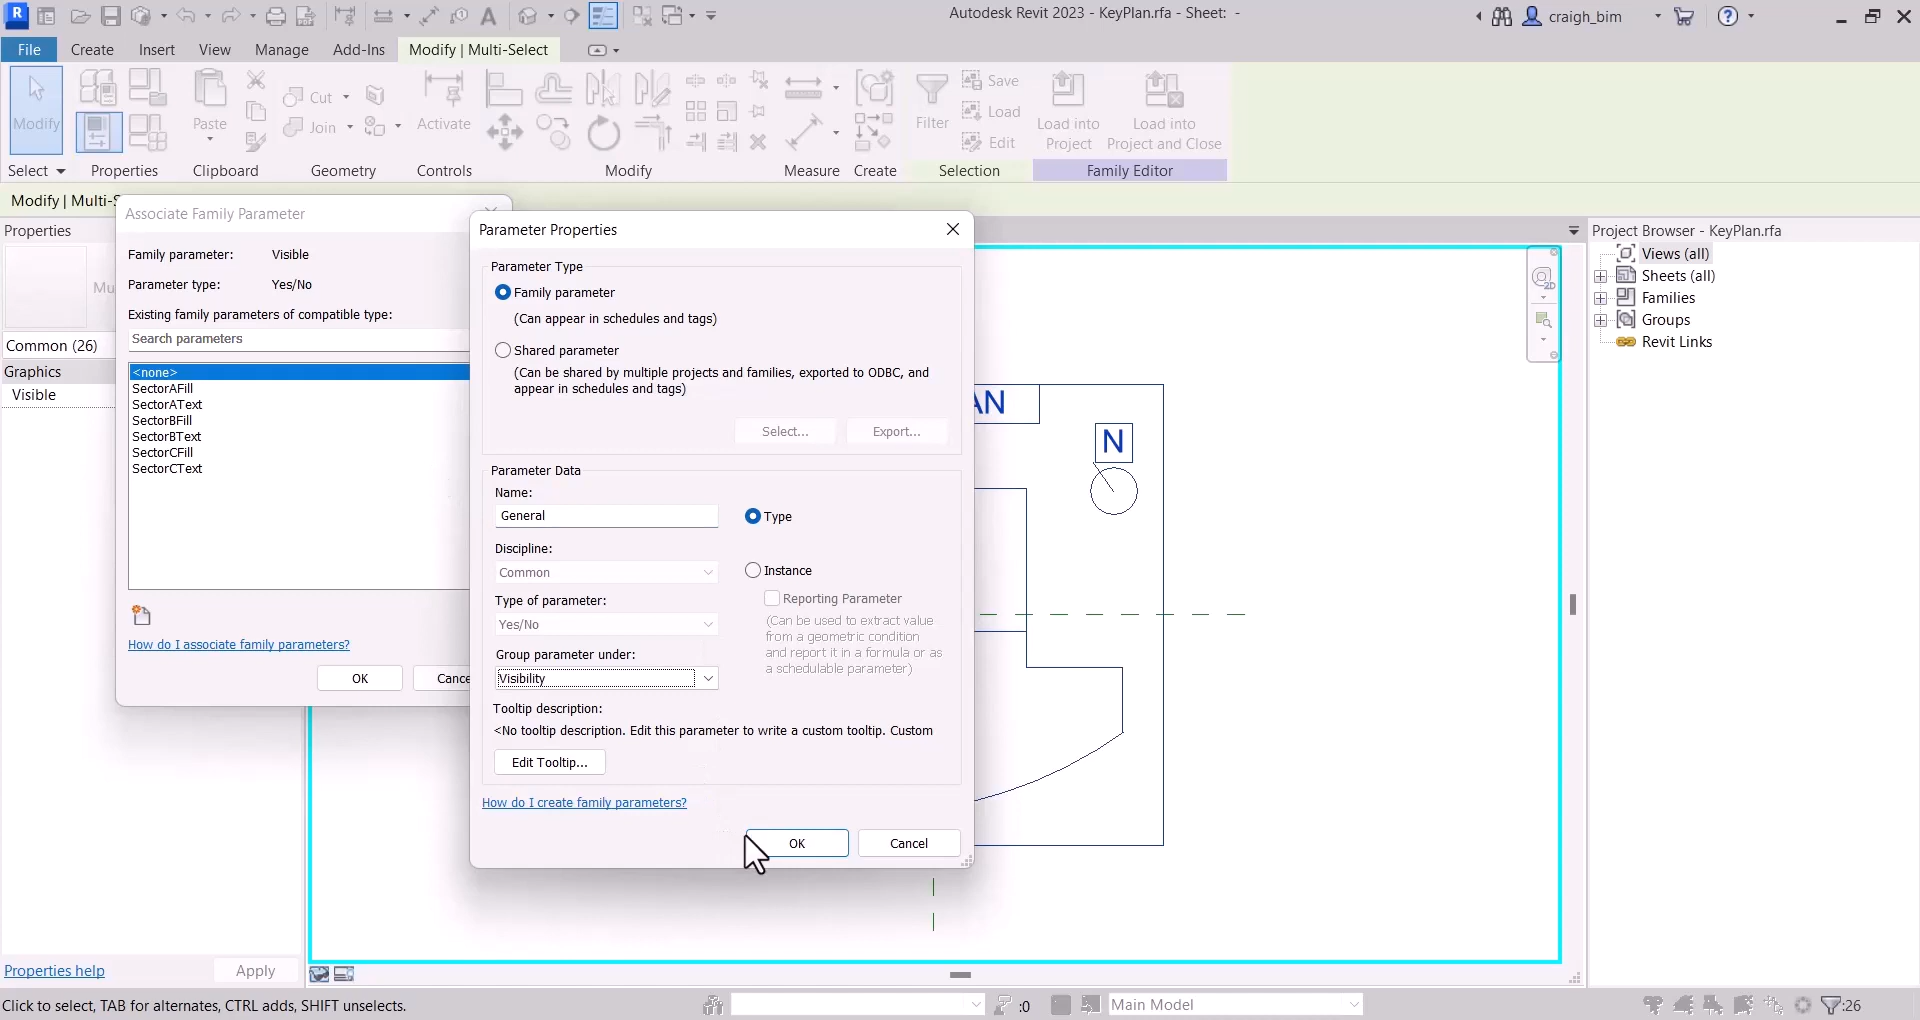 Autodesk Revit 2023 - KeyPlan.rfa - Sheet: -
craigh_bim
File Create Insert View Manage Add-Ins Modify | Multi-Select
Modify
Paste
Cut
Join
Activate
Filter
Save
Load
Edit
Load into Project
Load into Project and Close
Select Properties Clipboard Geometry Controls Modify Measure Create Selection Family Editor
Modify | Multi-S
Properties
Mu
Common (26)
Graphics
Visible
Properties help
Apply
Associate Family Parameter
Family parameter: Visible
Parameter type: Yes/No
Existing family parameters of compatible type:
Search parameters
<none>
SectorAFill
SectorAText
SectorBFill
SectorBText
SectorCFill
SectorCText
How do I associate family parameters?
OK Cance
Parameter Properties
Parameter Type
Family parameter
(Can appear in schedules and tags)
Shared parameter
(Can be shared by multiple projects and families, exported to ODBC, and
appear in schedules and tags)
Select... Export...
Parameter Data
Name:
General
Type
Discipline:
Common
Instance
Type of parameter:
Reporting Parameter
Yes/No
(Can be used to extract value
from a geometric condition
and report it in a formula or as
a schedulable parameter)
Group parameter under:
Visibility
Tooltip description:
<No tooltip description. Edit this parameter to write a custom tooltip. Custom
Edit Tooltip...
How do I create family parameters?
OK Cancel
AN
N
2D
Project Browser - KeyPlan.rfa
Views (all)
Sheets (all)
Families
Groups
Revit Links
Click to select, TAB for alternates, CTRL adds, SHIFT unselects.
:0
Main Model
:26